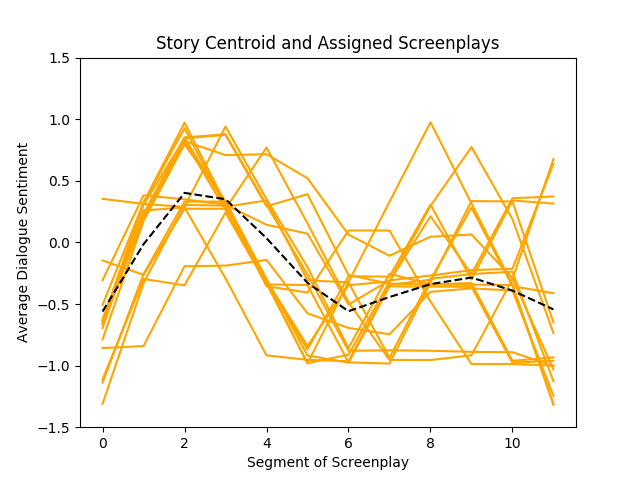 Story Centroid and Assigned Screenplays
1.5
1.0
0.5
0.0
−0.5
−1.0
−1.5
Average Dialogue Sentiment
0 2 4 6 8 10
Segment of Screenplay